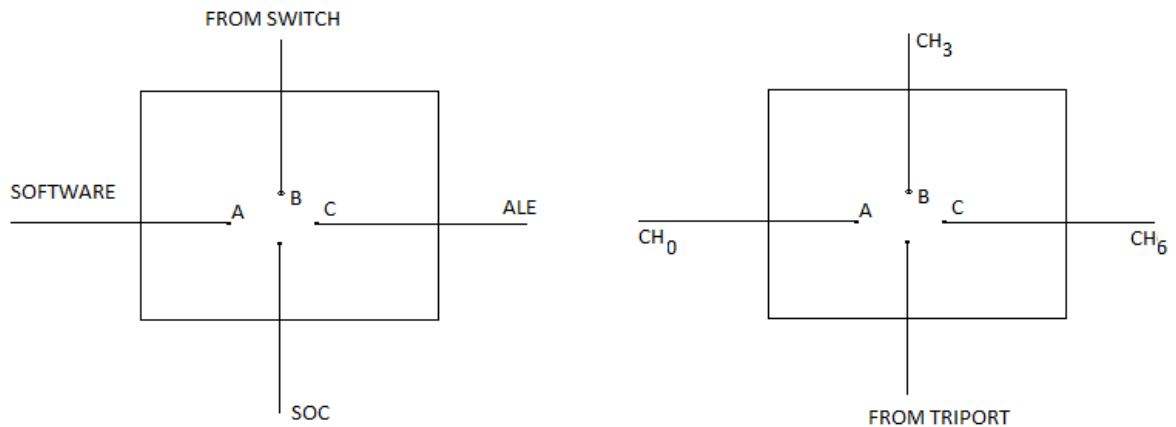 FROM SWITCH
SOFTWARE
A
B
C
ALE
SOC
CH3
A
B
C
CH0
CH6
FROM TRIPORT